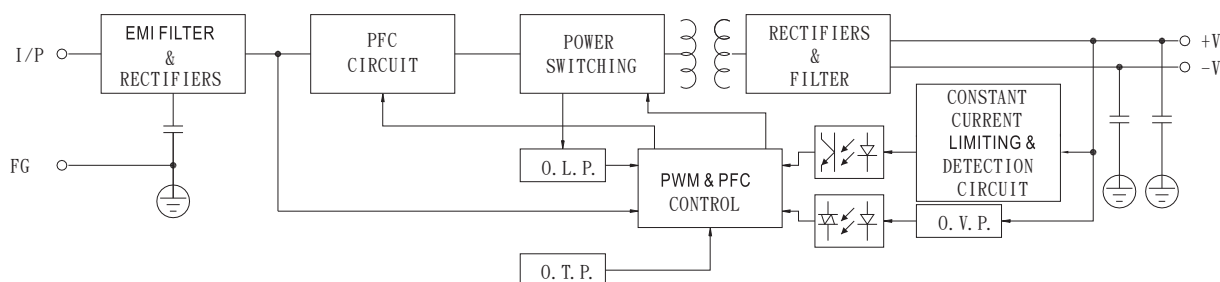 I/P
EMI FILTER
&
RECTIFIERS
PFC
CIRCUIT
POWER
SWITCHING
RECTIFIERS
&
FILTER
+V
-V
CONSTANT
CURRENT
LIMITING &
DETECTION
CIRCUIT
FG
O.L.P.
PWM & PFC
CONTROL
O.V.P.
O.T.P.